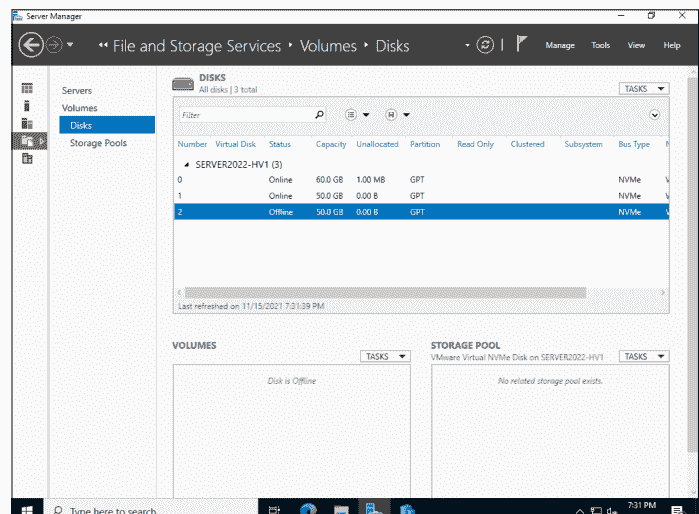 Server Manager
File and Storage Services • Volumes • Disks
Manage Tools View Help
Servers
Volumes
Disks
Storage Pools
DISKS
All disks | 3 total
TASKS
Filter
Number Virtual Disk Status Capacity Unallocated Partition Read Only Clustered Subsystem Bus Type N
SERVER2022-HV1 (3)
0 Online 60.0 GB 1.00 MB GPT NVMe V
1 Online 50.0 GB 0.00 B GPT NVMe V
2 Offline 50.0 GB 0.00 B GPT NVMe V
Last refreshed on 11/15/2021 7:31:39 PM
VOLUMES
TASKS
Disk is Offline
STORAGE POOL
VMware Virtual NVMe Disk on SERVER2022-HV1
TASKS
No related storage pool exists.
Type here to search
7:31 PM